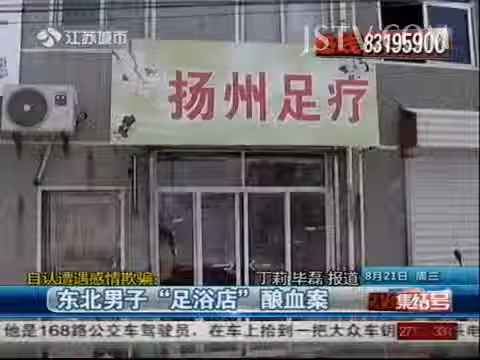 江苏城市
JSTV.COM
83195900
扬州足疗
自认遭遇感情欺骗
丁莉 毕磊 报道
8月21日 周三
东北男子“足浴店”酿血案
集结号
他是168路公交车驾驶员，在车上拾到一把大众车钥